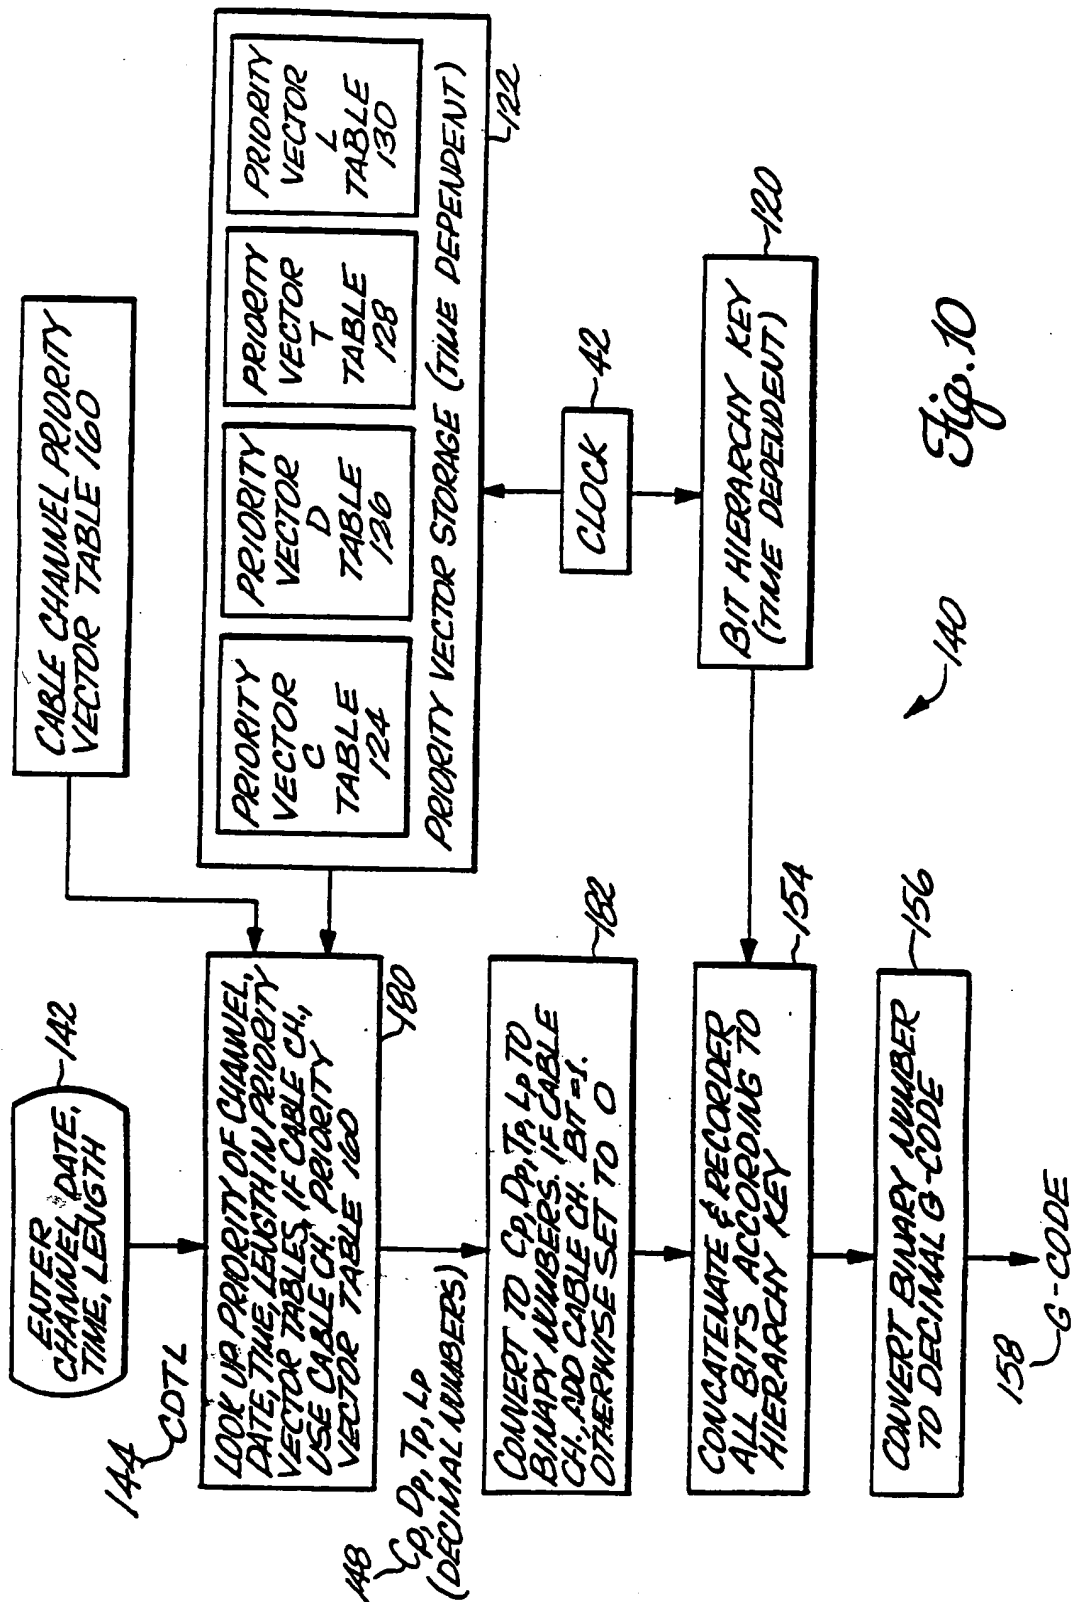 ENTER
CHANNEL, DATE,
TIME, LENGTH
142
144
CDTL
CABLE CHANNEL PRIORITY
VECTOR TABLE 160
LOOK UP PRIORITY OF CHANNEL,
DATE, TIME, LENGTH IN PRIORITY
VECTOR TABLES, IF CABLE CH.,
USE CABLE CH. PRIORITY
VECTOR TABLE 160
180
PRIORITY
VECTOR
C
TABLE
124
PRIORITY
VECTOR
D
TABLE
126
PRIORITY
VECTOR
T
TABLE
128
PRIORITY
VECTOR
L
TABLE
130
PRIORITY VECTOR STORAGE (TIME DEPENDENT)
122
148
Cp, Dp, Tp, Lp
(DECIMAL NUMBERS)
CONVERT TO Cp, Dp, Tp, Lp TO
BINAPY NUMBERS. IF CABLE
CH., ADD CABLE CH. BIT =1.
OTHERWISE SET TO 0
182
CLOCK
42
CONCATENATE & REORDER
ALL BITS ACCORDING TO
HIERARCHY KEY
154
BIT HIERARCHY KEY
(TIME DEPENDENT)
120
CONVERT BINARY NUMBER
TO DECIMAL G-CODE
156
158
G-CODE
140
Fig. 10